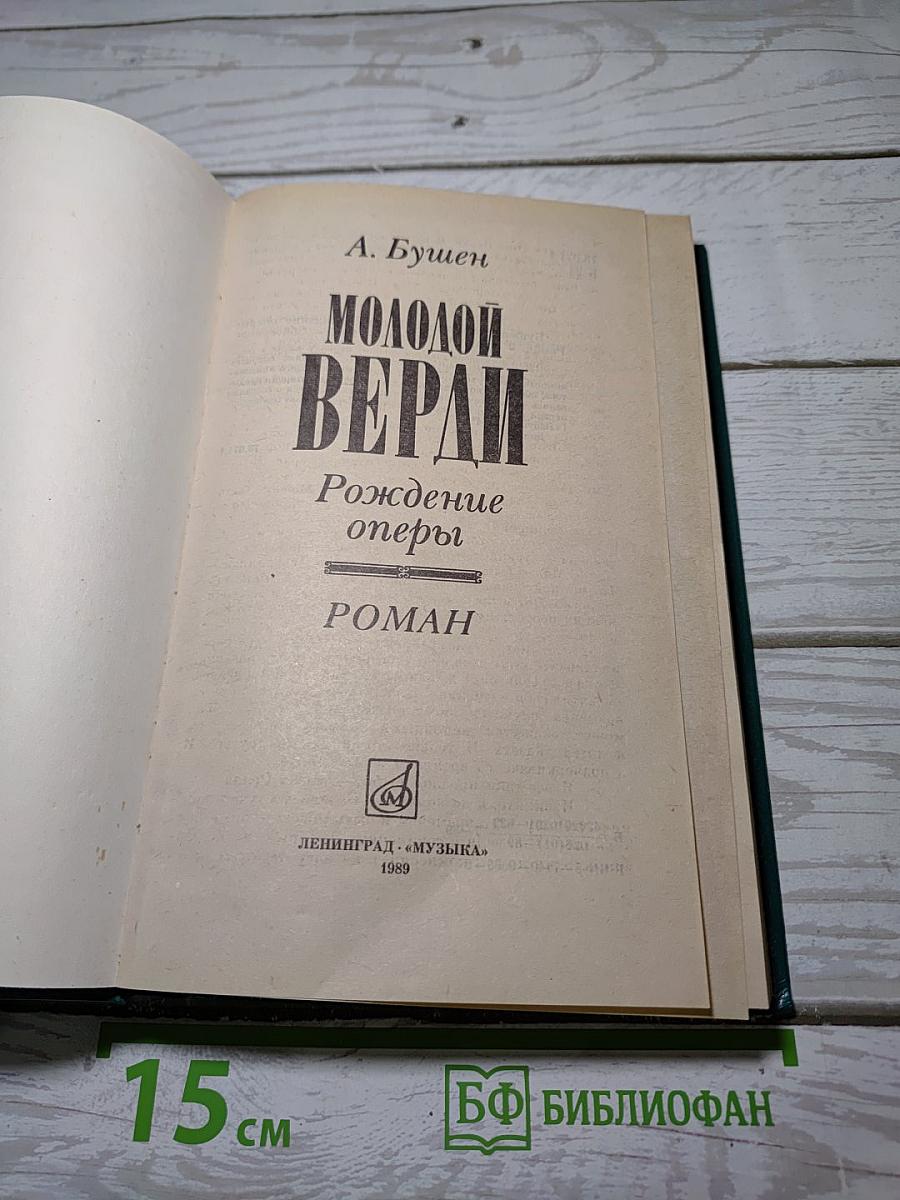 А. Бушен
МОЛОДОЙ
ВЕРДИ
Рождение
оперы
РОМАН
М
ЛЕНИНГРАД · «МУЗЫКА»
1989
15 см
БФ БИБЛИОФАН